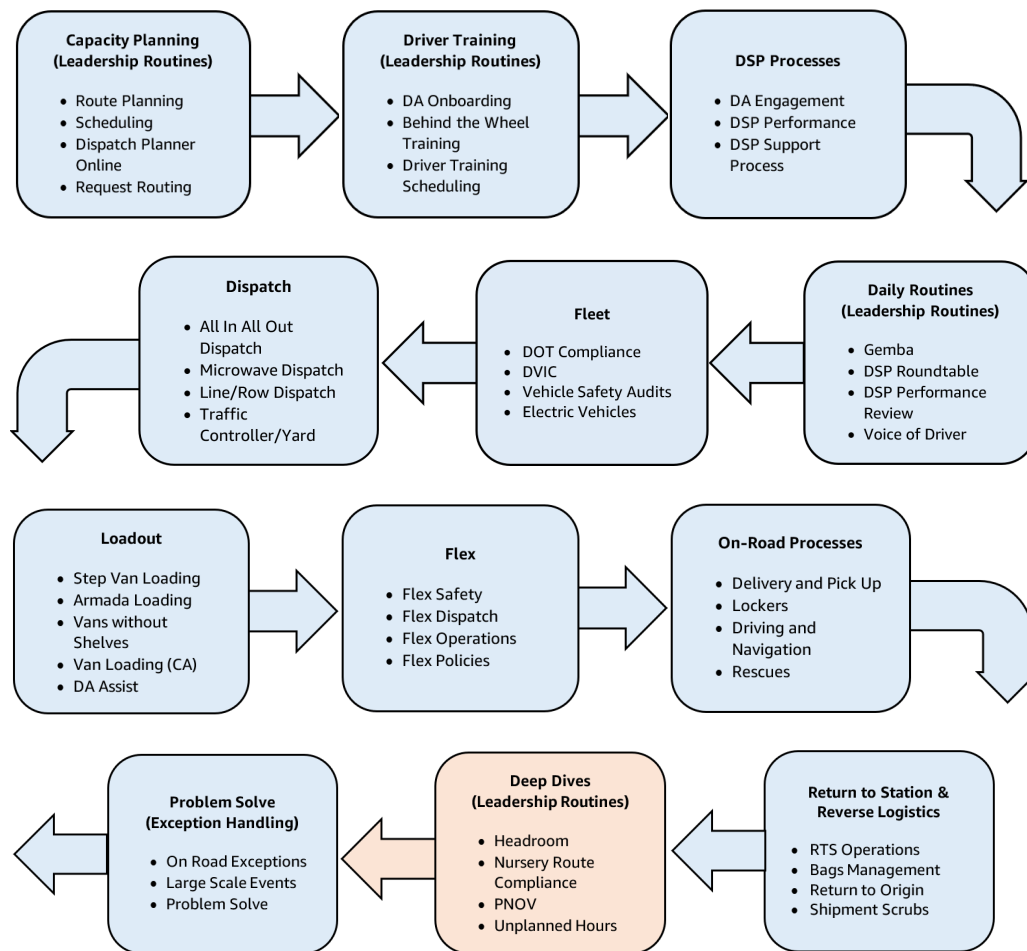 Capacity Planning
(Leadership Routines)
• Route Planning
• Scheduling
• Dispatch Planner
Online
• Request Routing
Driver Training
(Leadership Routines)
• DA Onboarding
• Behind the Wheel
Training
• Driver Training
Scheduling
DSP Processes
• DA Engagement
• DSP Performance
• DSP Support
Process
Daily Routines
(Leadership Routines)
• Gemba
• DSP Roundtable
• DSP Performance
Review
• Voice of Driver
Fleet
• DOT Compliance
• DVIC
• Vehicle Safety Audits
• Electric Vehicles
Dispatch
• All In All Out
Dispatch
• Microwave Dispatch
• Line/Row Dispatch
• Traffic
Controller/Yard
Loadout
• Step Van Loading
• Armada Loading
• Vans without
Shelves
• Van Loading (CA)
• DA Assist
Flex
• Flex Safety
• Flex Dispatch
• Flex Operations
• Flex Policies
On-Road Processes
• Delivery and Pick Up
• Lockers
• Driving and
Navigation
• Rescues
Return to Station &
Reverse Logistics
• RTS Operations
• Bags Management
• Return to Origin
• Shipment Scrubs
Deep Dives
(Leadership Routines)
• Headroom
• Nursery Route
Compliance
• PNOV
• Unplanned Hours
Problem Solve
(Exception Handling)
• On Road Exceptions
• Large Scale Events
• Problem Solve